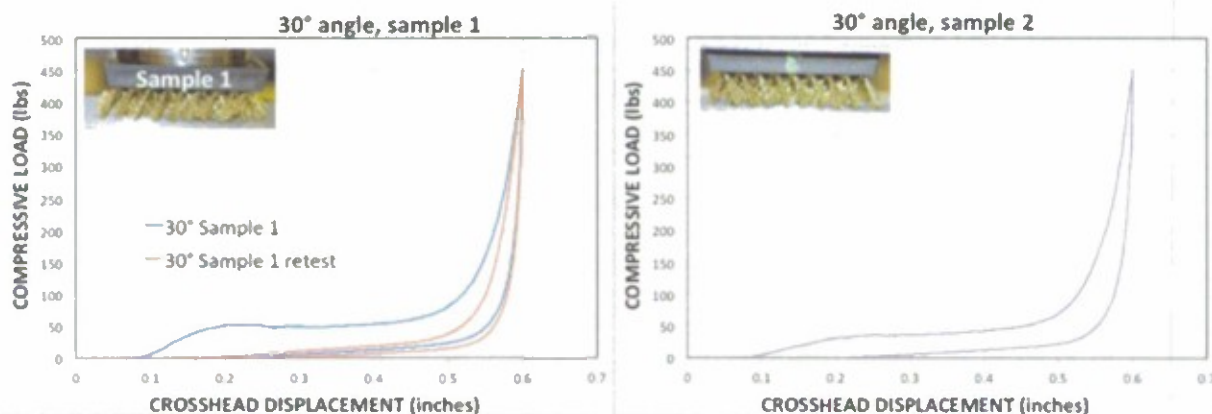 30° angle, sample 1
500
450
400
350
300
250
200
150
100
50
0
COMPRESSIVE LOAD (lbs)
Sample 1
30° Sample 1
30° Sample 1 retest
0 0.1 0.2 0.3 0.4 0.5 0.6 0.7
CROSSHEAD DISPLACEMENT (inches)
30° angle, sample 2
500
450
400
350
300
250
200
150
100
50
0
COMPRESSIVE LOAD (lbs)
0 0.1 0.2 0.3 0.4 0.5 0.6 0.7
CROSSHEAD DISPLACEMENT (inches)